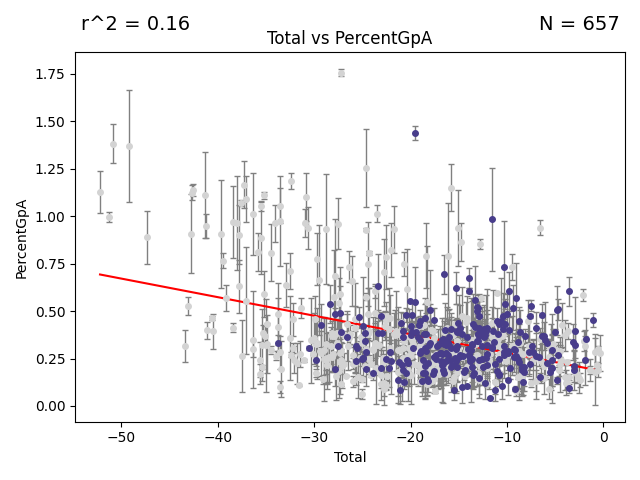 r^2 = 0.16
N = 657
Total vs PercentGpA
PercentGpA
1.75
1.50
1.25
1.00
0.75
0.50
0.25
0.00
−50
−40
−30
−20
−10
0
Total